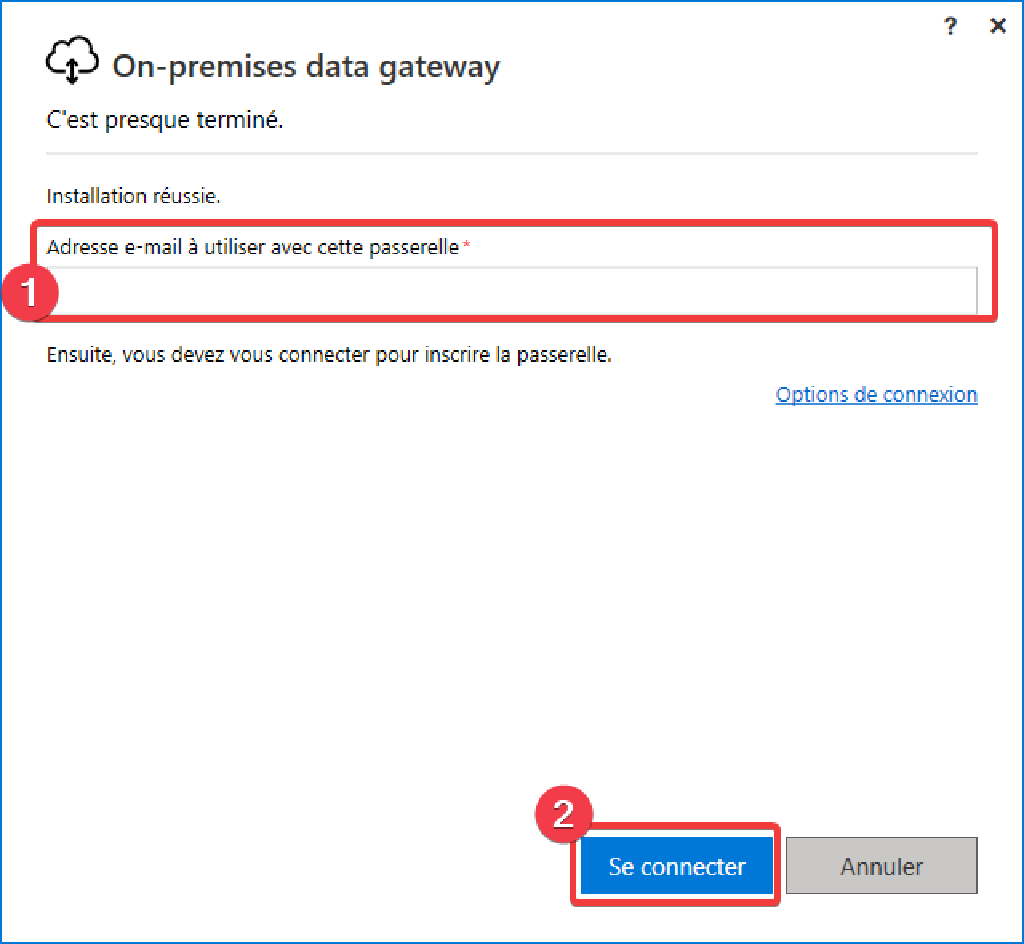 ? ×
On-premises data gateway
C'est presque terminé.
Installation réussie.
Adresse e-mail à utiliser avec cette passerelle *
1
Ensuite, vous devez vous connecter pour inscrire la passerelle.
Options de connexion
2
Se connecter Annuler